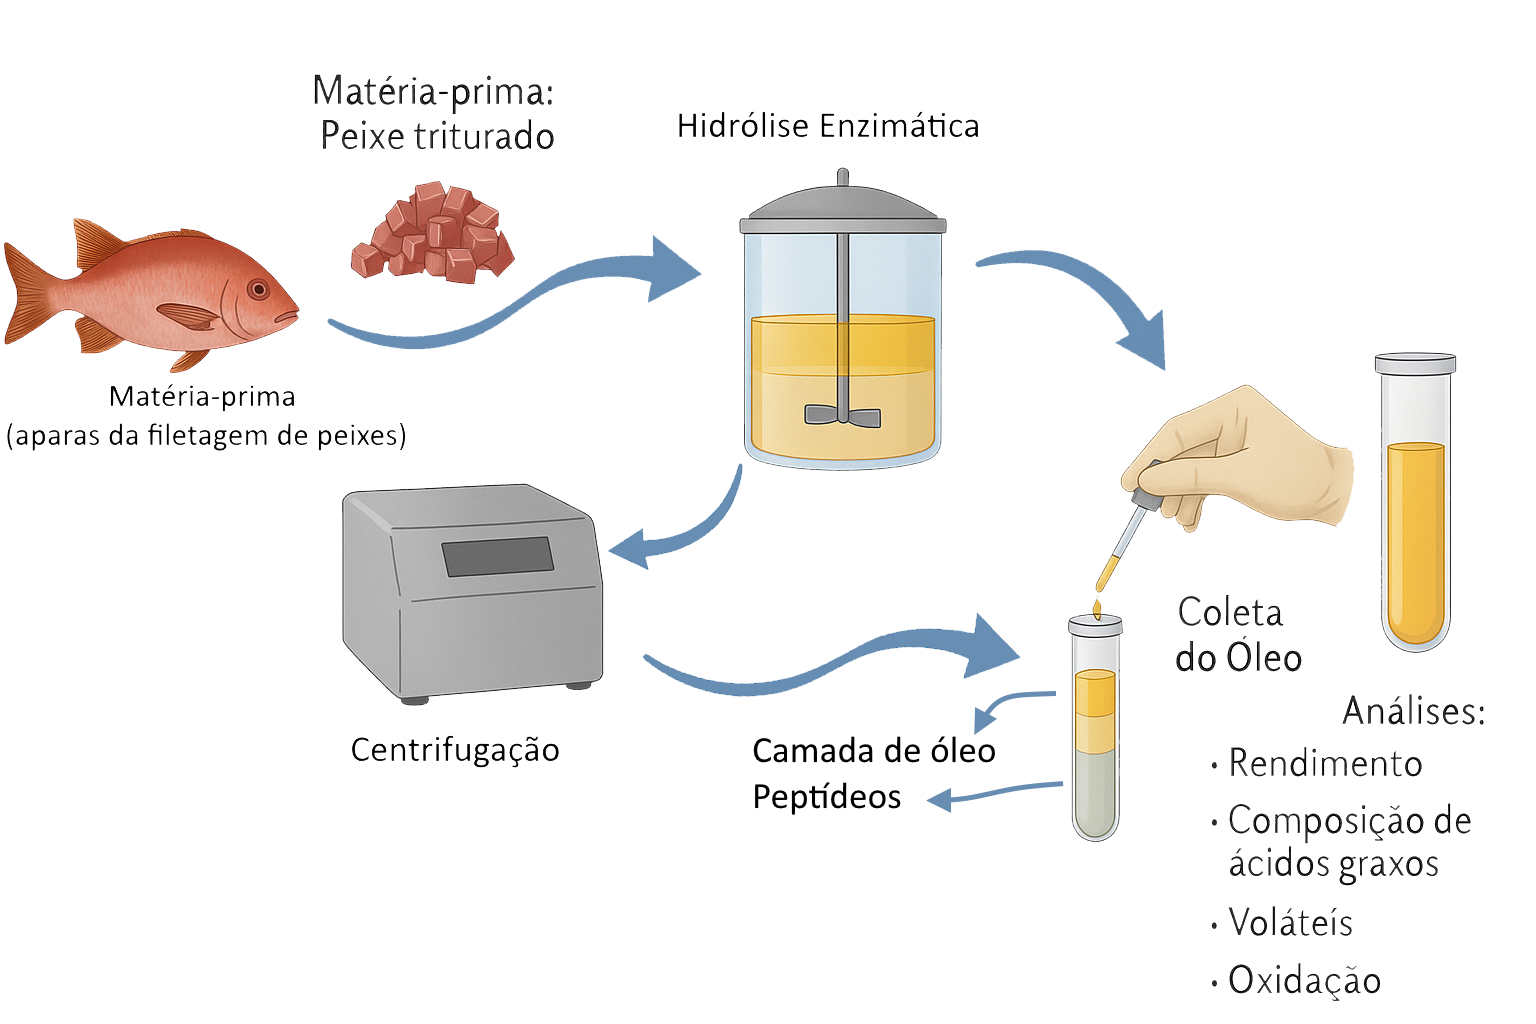 Matéria-prima:
Peixe triturado
Hidrólise Enzimática
Matéria-prima
(aparas da filetagem de peixes)
Centrifugação
Camada de óleo
Peptídeos
Coleta
do Óleo
Análises:
· Rendimento
· Composição de
ácidos graxos
· Voláteís
· Oxidação